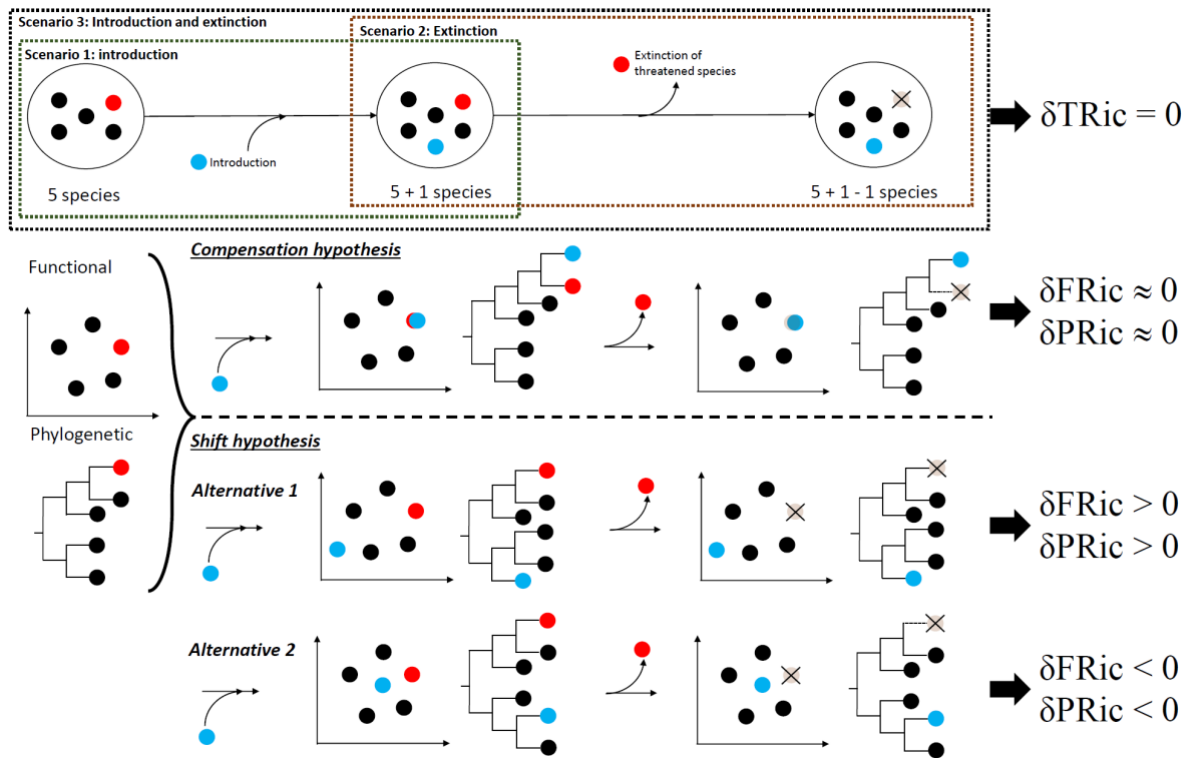 Scenario 3: Introduction and extinction
Scenario 2: Extinction
Scenario 1: introduction
Extinction of
threatened species
Introduction
5 species
5 + 1 species
5 + 1 - 1 species
δTRic = 0
Functional
Compensation hypothesis
δFRic ≈ 0
δPRic ≈ 0
Phylogenetic
Shift hypothesis
Alternative 1
δFRic > 0
δPRic > 0
Alternative 2
δFRic < 0
δPRic < 0